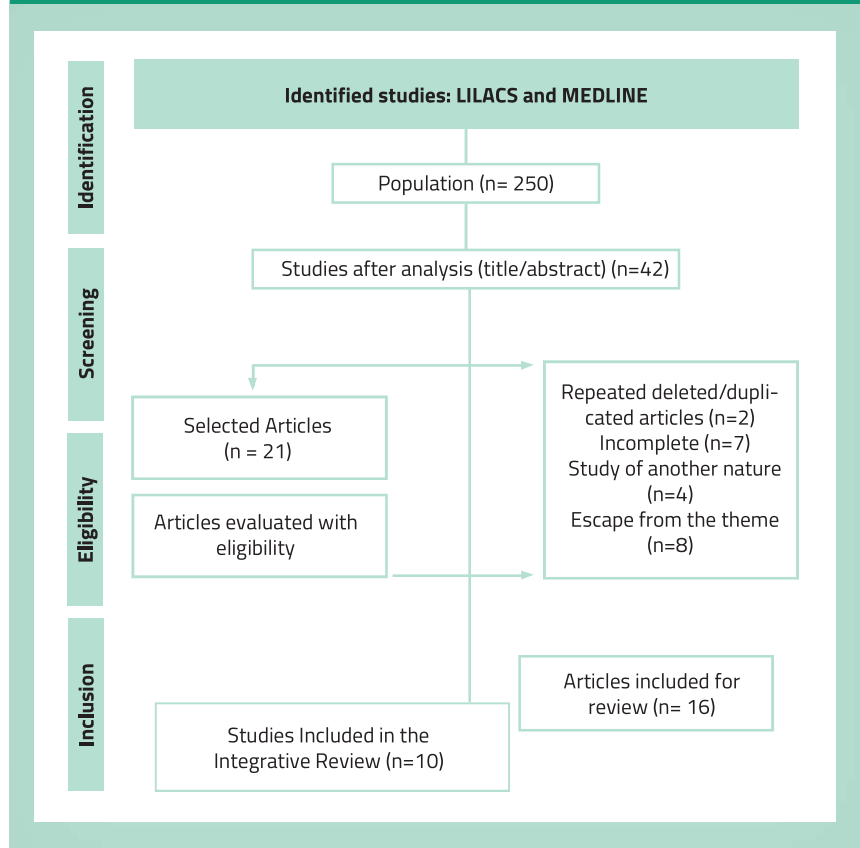 Identification
Identified studies: LILACS and MEDLINE
Population (n= 250)
Screening
Studies after analysis (title/abstract) (n=42)
Selected Articles
(n = 21)
Repeated deleted/dupli-
cated articles (n=2)
Incomplete (n=7)
Study of another nature
(n=4)
Escape from the theme
(n=8)
Eligibility
Articles evaluated with
eligibility
Inclusion
Articles included for
review (n= 16)
Studies Included in the
Integrative Review (n=10)